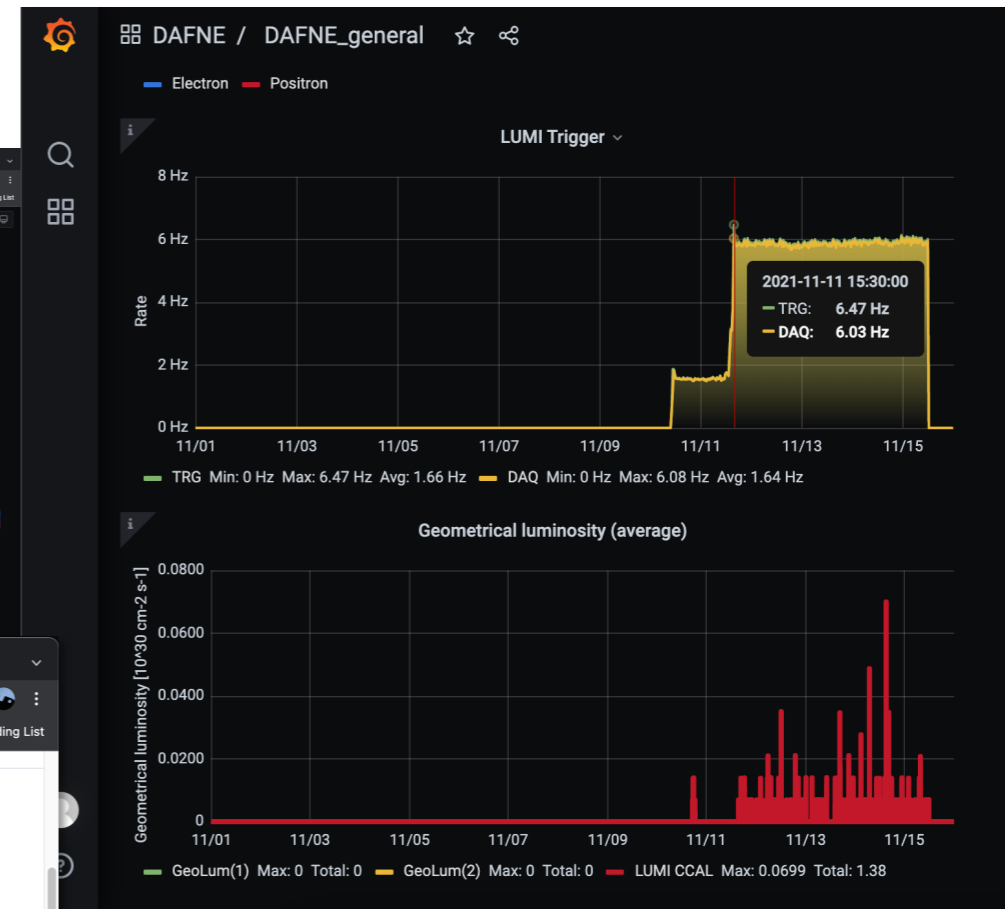 DAFNE / DAFNE_general
Electron Positron
i
LUMI Trigger
8 Hz
6 Hz
4 Hz
2 Hz
0 Hz
Rate
2021-11-11 15:30:00
TRG: 6.47 Hz
DAQ: 6.03 Hz
11/01 11/03 11/05 11/07 11/09 11/11 11/13 11/15
TRG Min: 0 Hz Max: 6.47 Hz Avg: 1.66 Hz DAQ Min: 0 Hz Max: 6.08 Hz Avg: 1.64 Hz
i
Geometrical luminosity (average)
0.0800
0.0600
0.0400
0.0200
0
Geometrical luminosity [10^30 cm-2 s-1]
11/01 11/03 11/05 11/07 11/09 11/11 11/13 11/15
GeoLum(1) Max: 0 Total: 0 GeoLum(2) Max: 0 Total: 0 LUMI CCAL Max: 0.0699 Total: 1.38
List
ding List
?